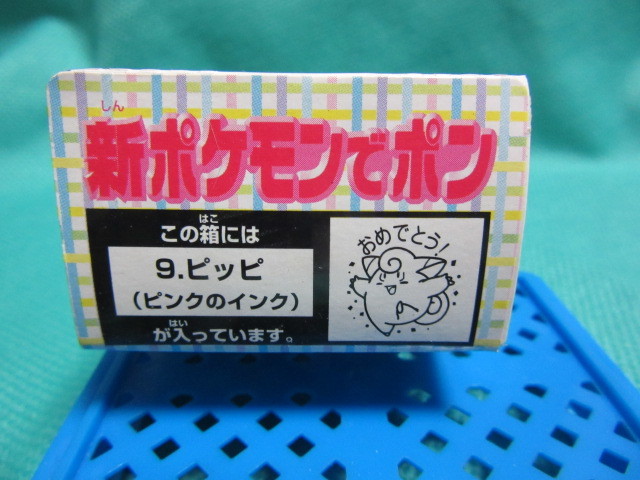 しん
新ポケモンでポン
はこ
この箱には
9.ピッピ
(ピンクのインク)
はい
が入っています。
おめでとう!